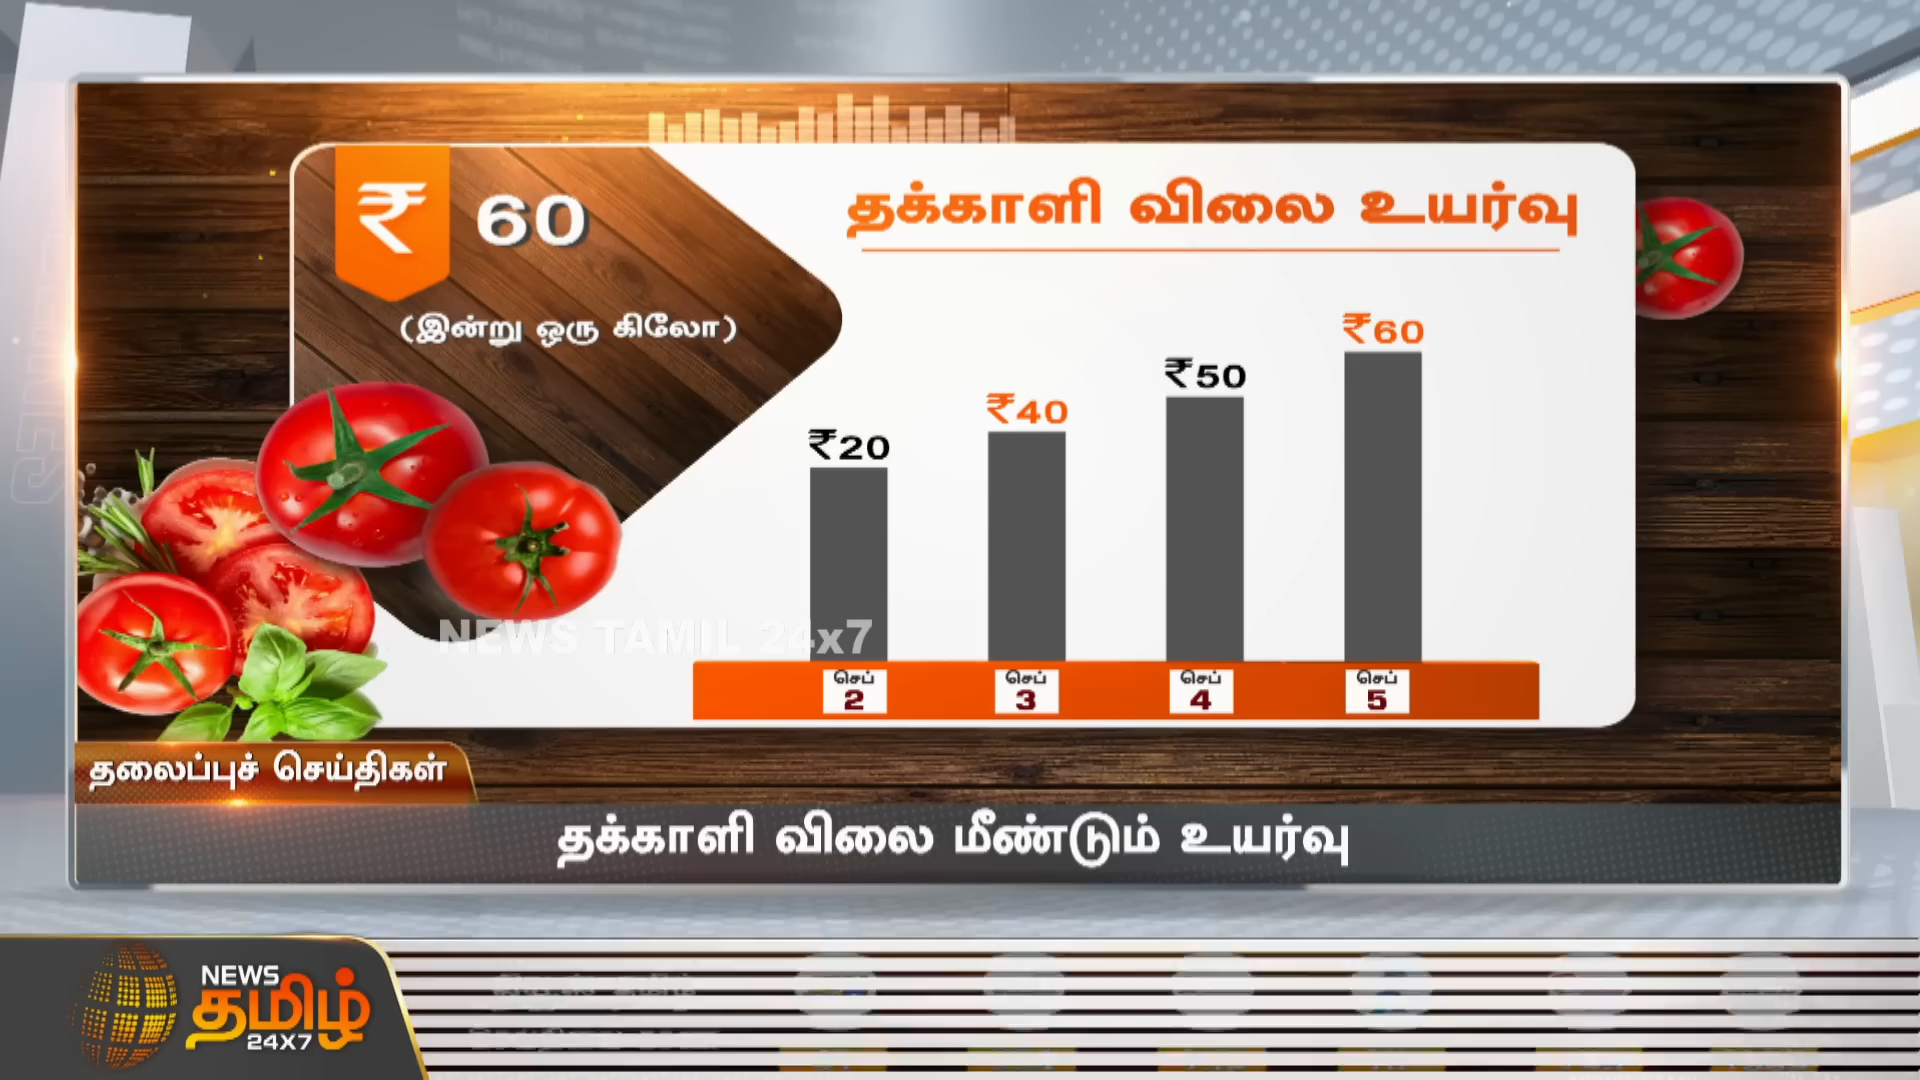 ₹ 60
(இன்று ஒரு கிலோ)
தக்காளி விலை உயர்வு
₹20
₹40
₹50
₹60
செப் 2
செப் 3
செப் 4
செப் 5
NEWS TAMIL 24x7
தலைப்புச் செய்திகள்
தக்காளி விலை மீண்டும் உயர்வு
NEWS
தமிழ்
24X7